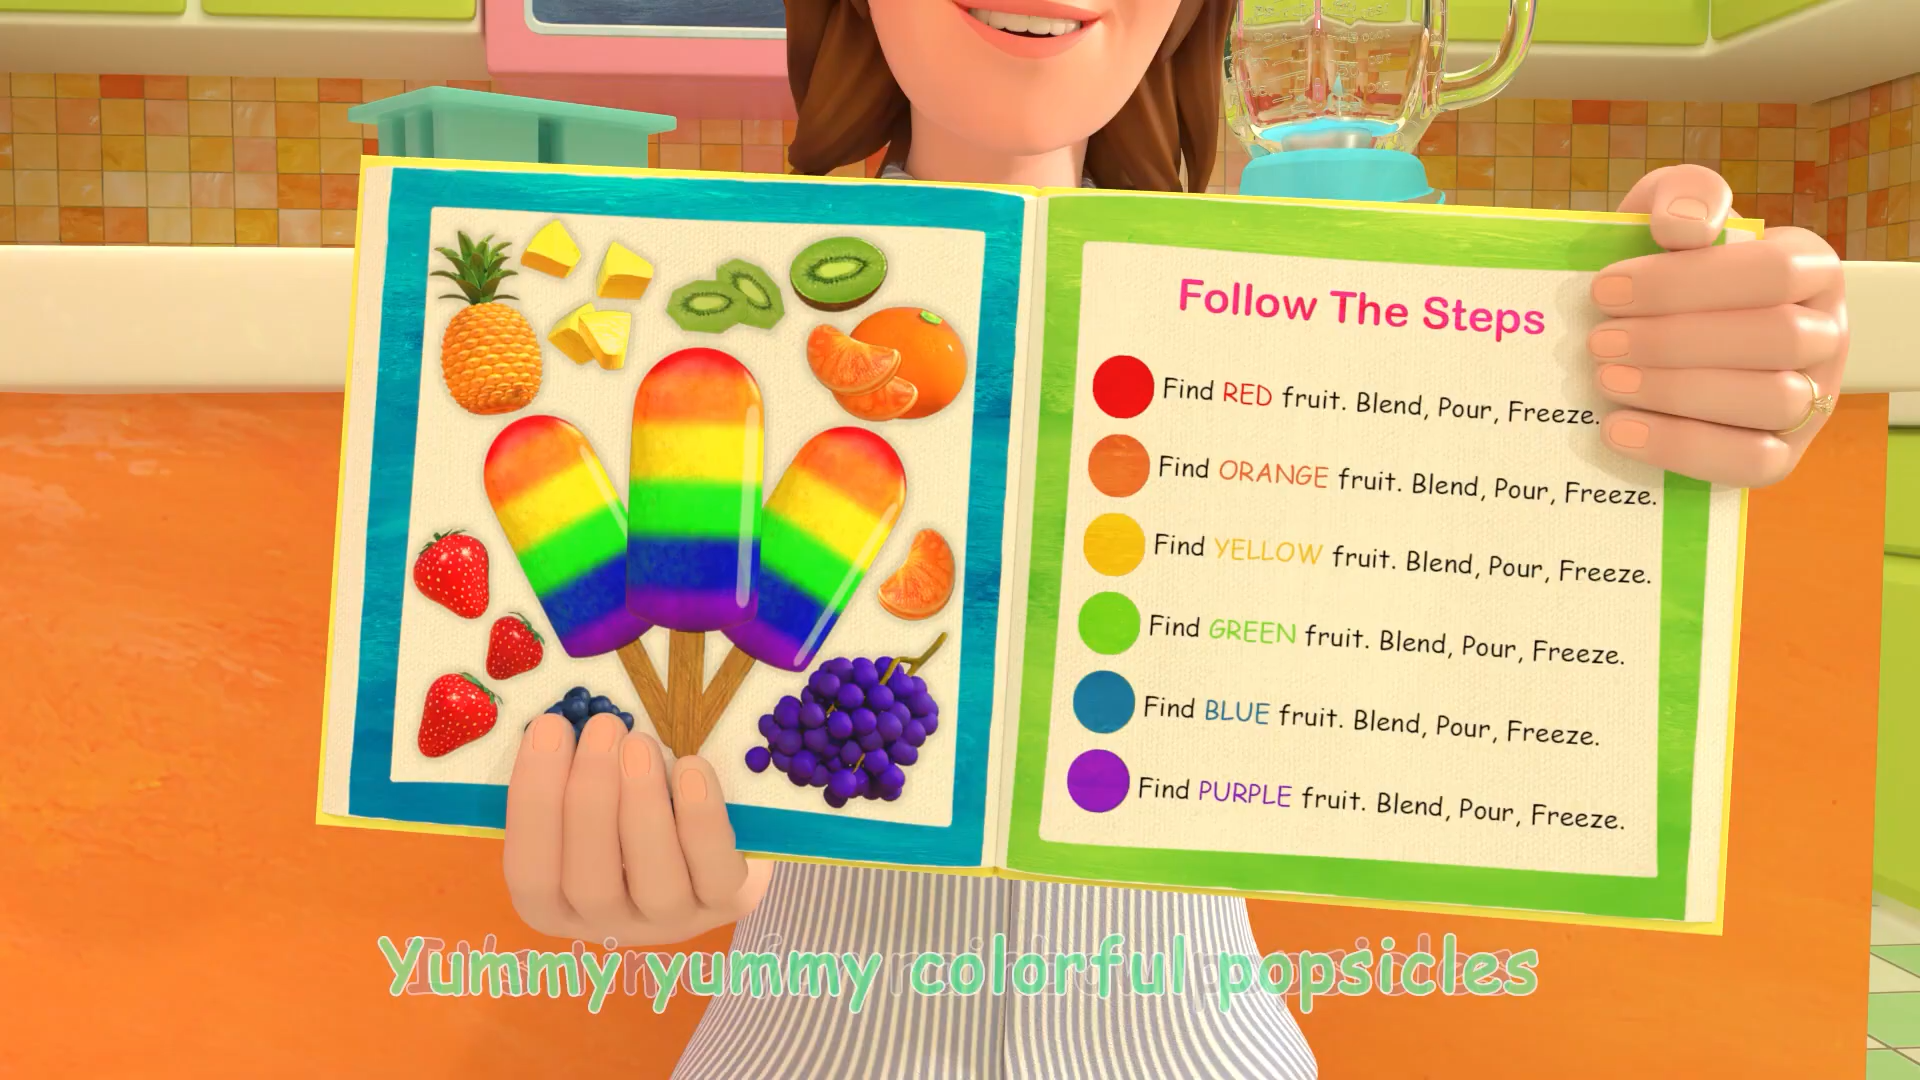 Follow The Steps
Find RED fruit. Blend, Pour, Freeze.
Find ORANGE fruit. Blend, Pour, Freeze.
Find YELLOW fruit. Blend, Pour, Freeze.
Find GREEN fruit. Blend, Pour, Freeze.
Find BLUE fruit. Blend, Pour, Freeze.
Find PURPLE fruit. Blend, Pour, Freeze.
Yummy yummy colorful popsicles